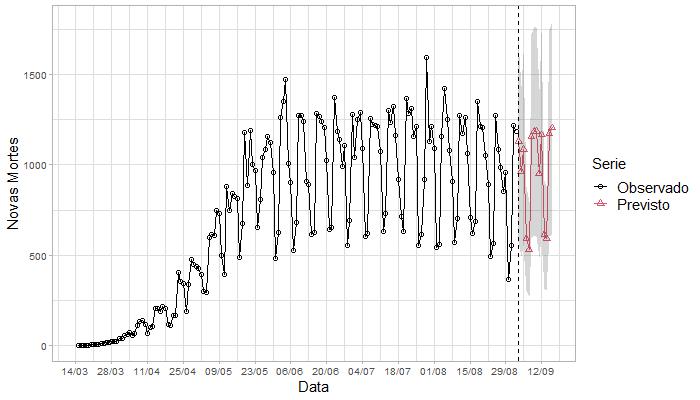 1500
1000
500
0
Novas Mortes
14/03 28/03 11/04 25/04 09/05 23/05 06/06 20/06 04/07 18/07 01/08 15/08 29/08 12/09
Data
Serie
Observado
Previsto